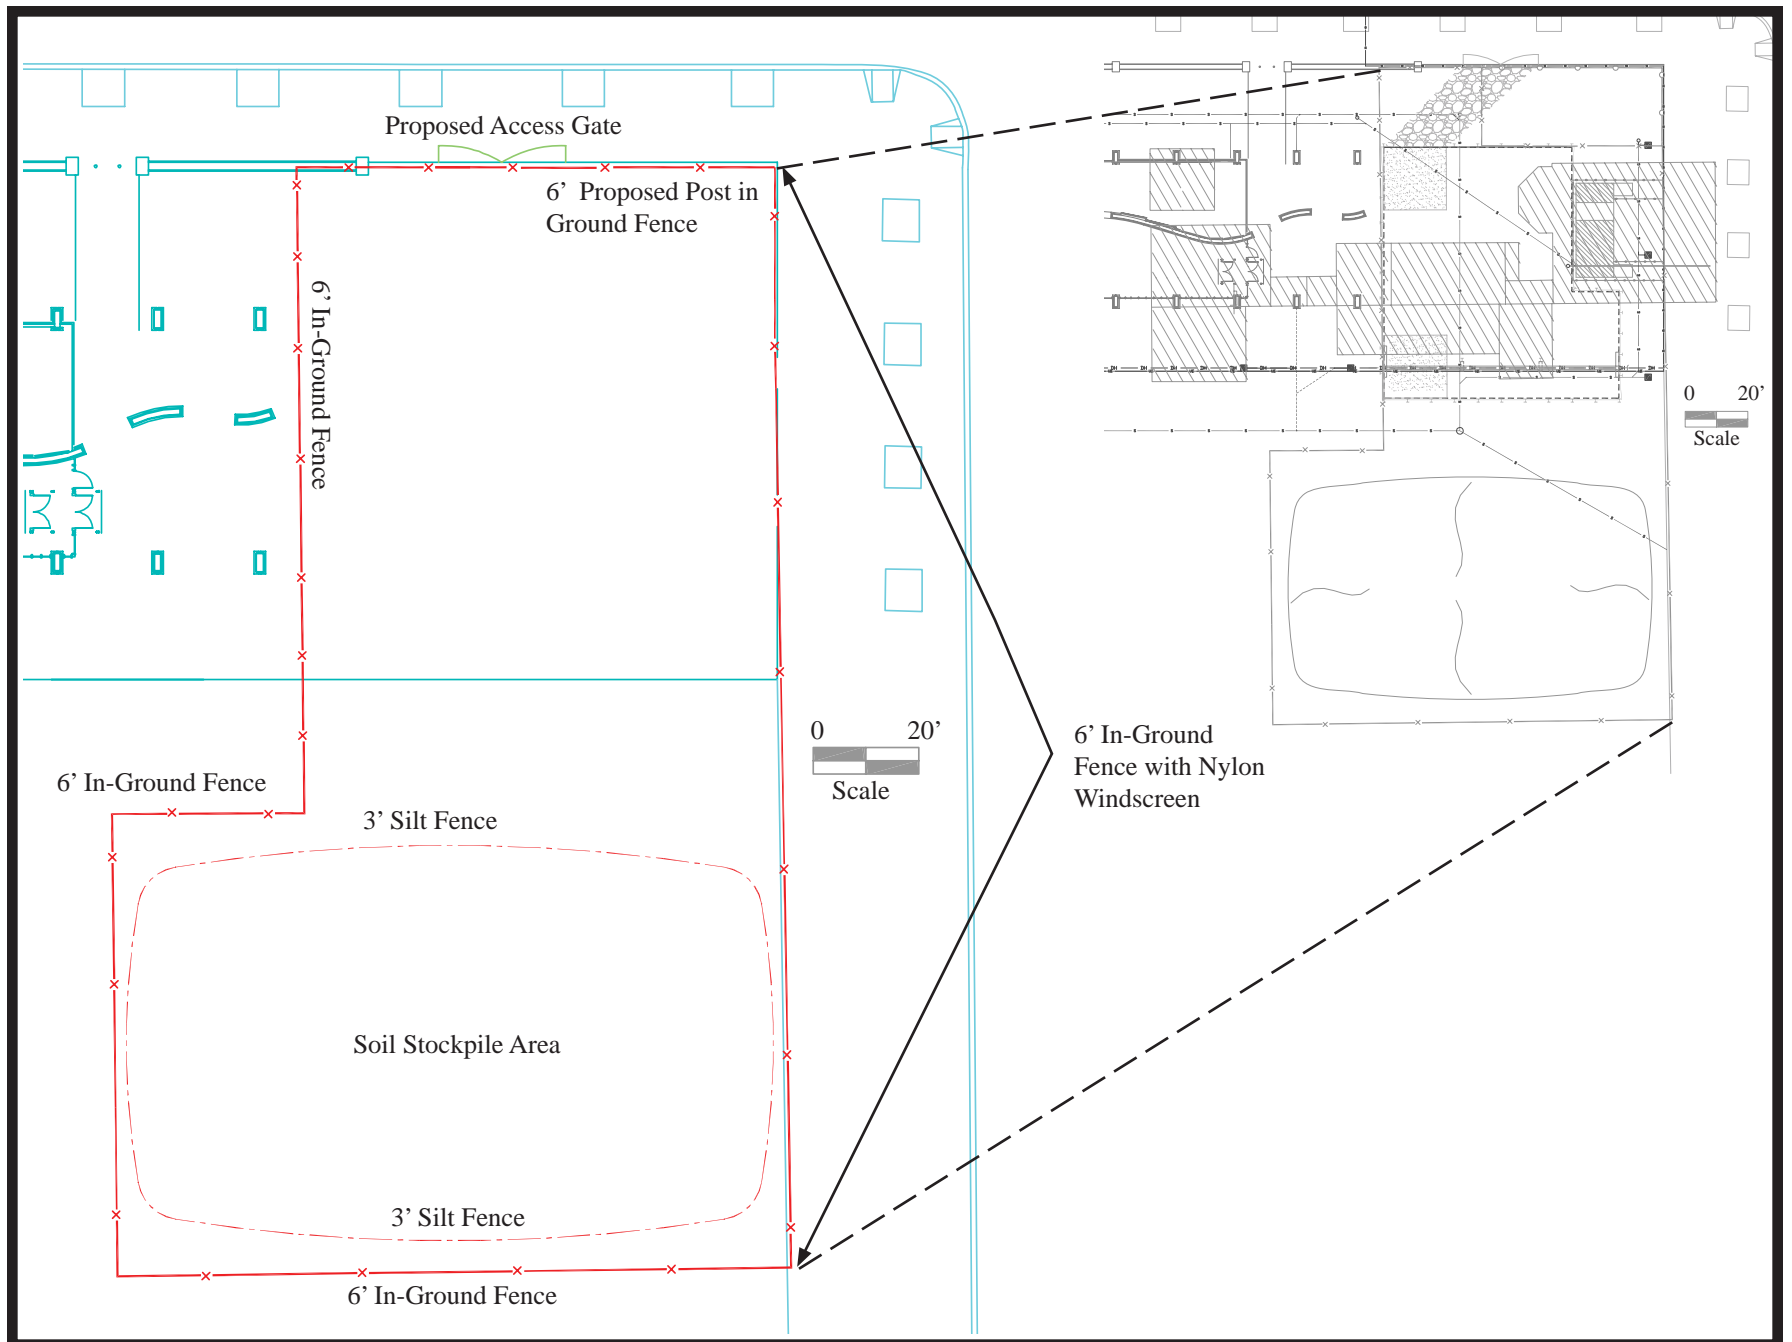 Proposed Access Gate
6’ Proposed Post in
Ground Fence
6’ In-Ground Fence
0 20’
Scale
0 20’
Scale
6’ In-Ground
Fence with Nylon
Windscreen
6’ In-Ground Fence
3’ Silt Fence
Soil Stockpile Area
3’ Silt Fence
6’ In-Ground Fence